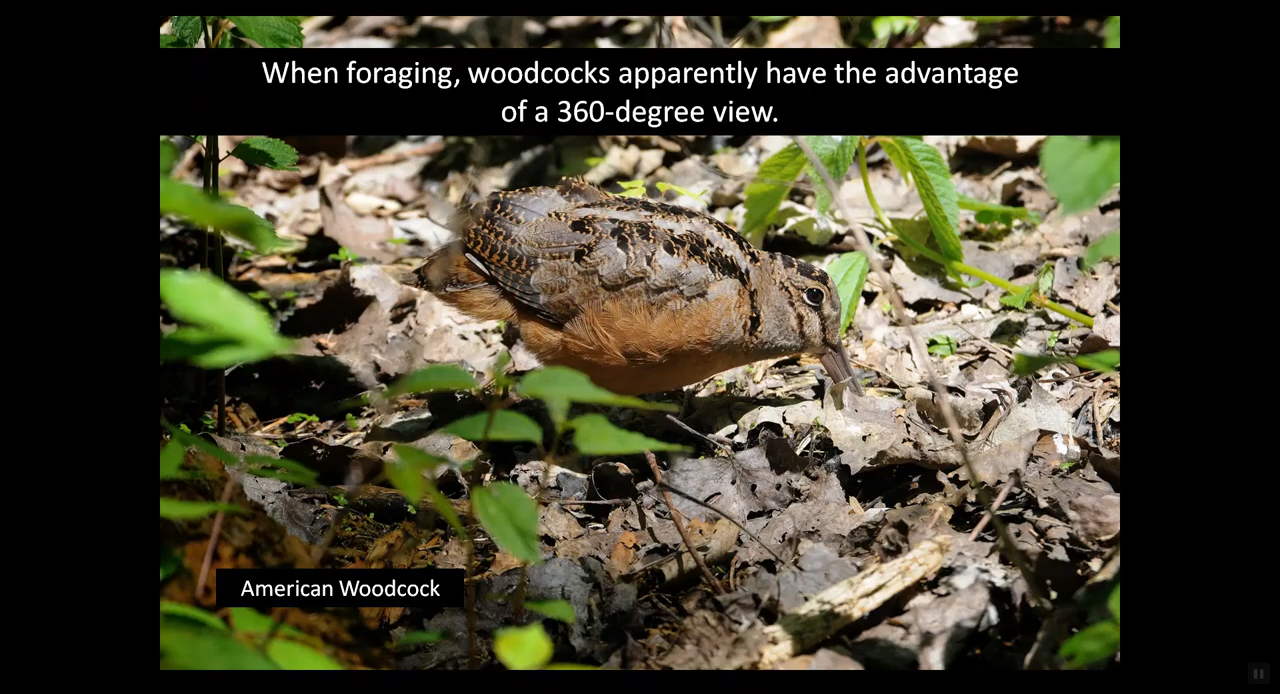 When foraging, woodcocks apparently have the advantage
of a 360-degree view.
American Woodcock